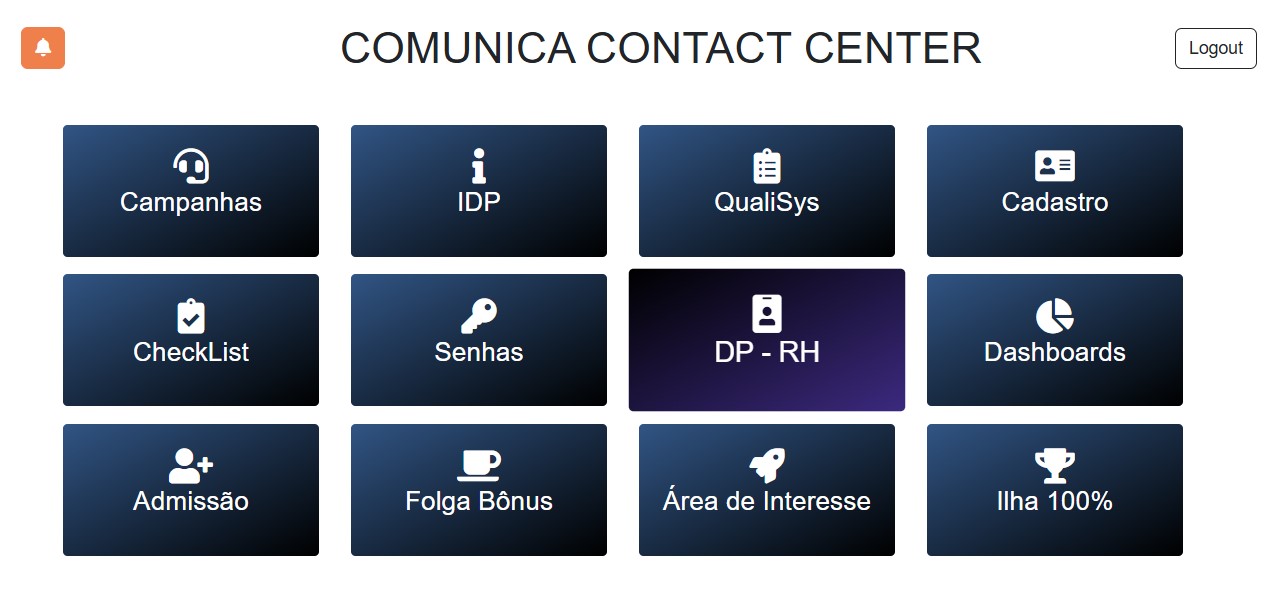 COMUNICA CONTACT CENTER
Logout
Campanhas
IDP
QualiSys
Cadastro
CheckList
Senhas
DP - RH
Dashboards
Admissão
Folga Bônus
Área de Interesse
Ilha 100%